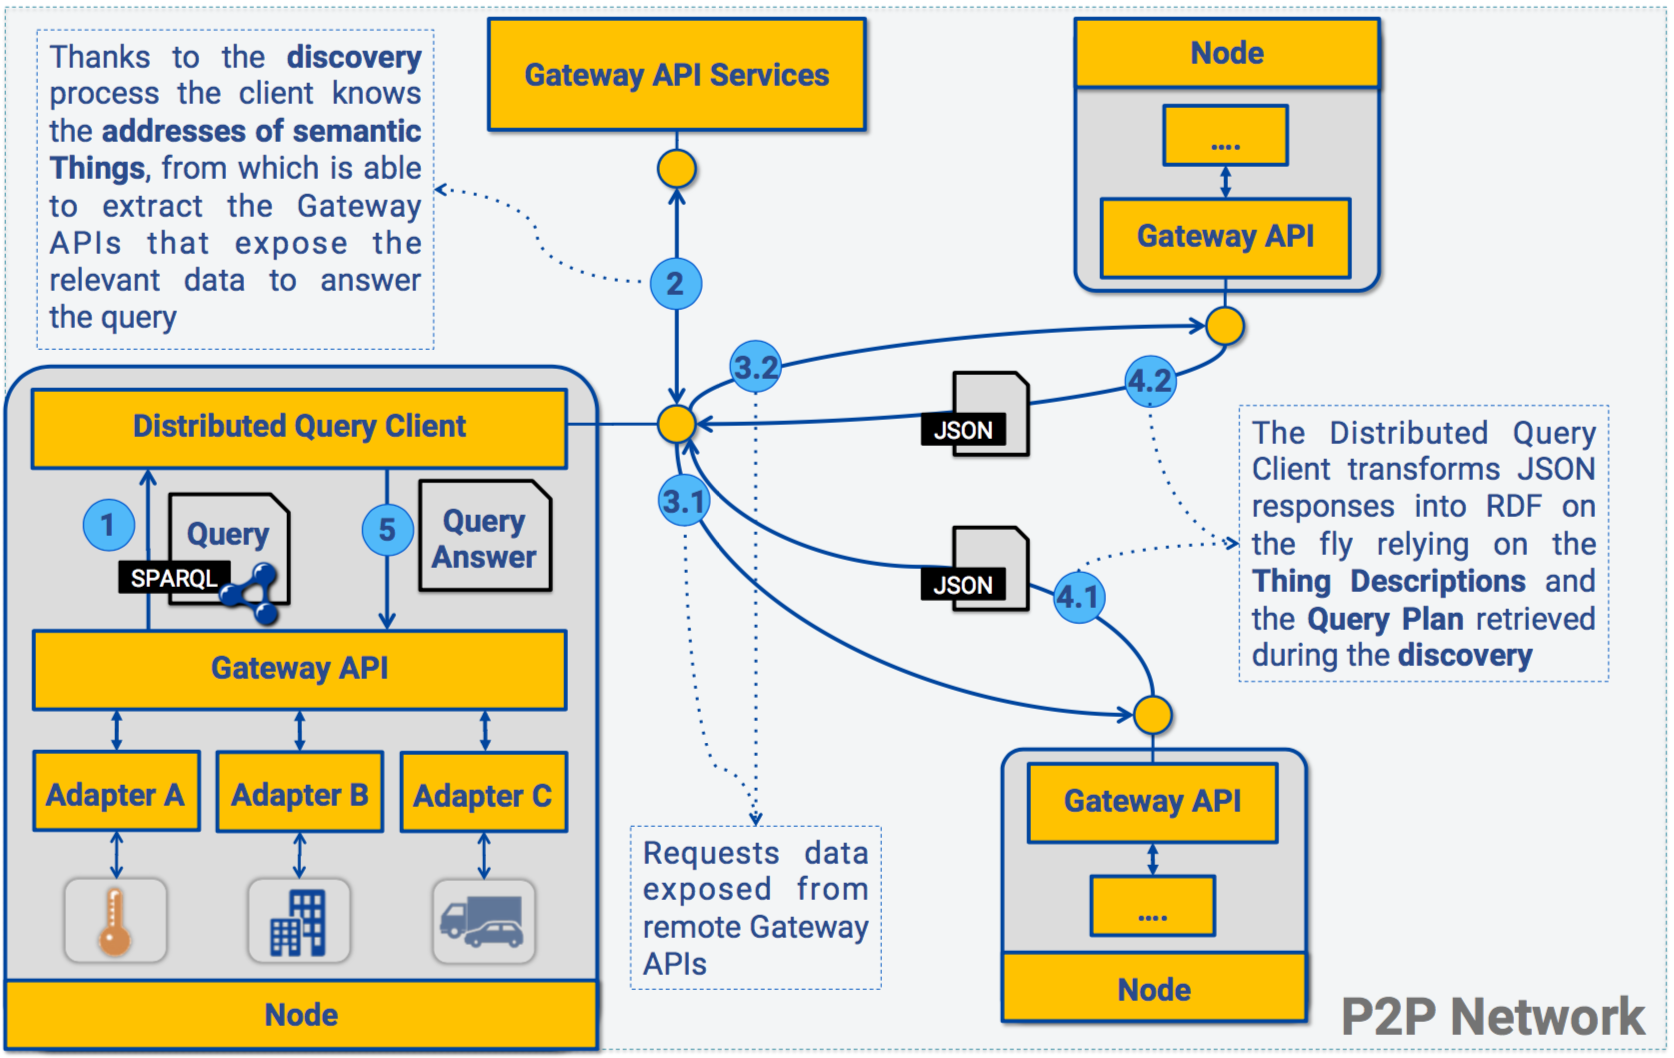 Thanks to the discovery
process the client knows
the addresses of semantic
Things, from which is able
to extract the Gateway
APIs that expose the
relevant data to answer
the query
Gateway API Services
Node
....
Gateway API
2
3.2
4.2
JSON
Distributed Query Client
1
Query
SPARQL
5
Query
Answer
3.1
JSON
4.1
The Distributed Query
Client transforms JSON
responses into RDF on
the fly relying on the
Thing Descriptions and
the Query Plan retrieved
during the discovery
Gateway API
Adapter A
Adapter B
Adapter C
Node
Requests data
exposed from
remote Gateway
APIs
Gateway API
....
Node
P2P Network